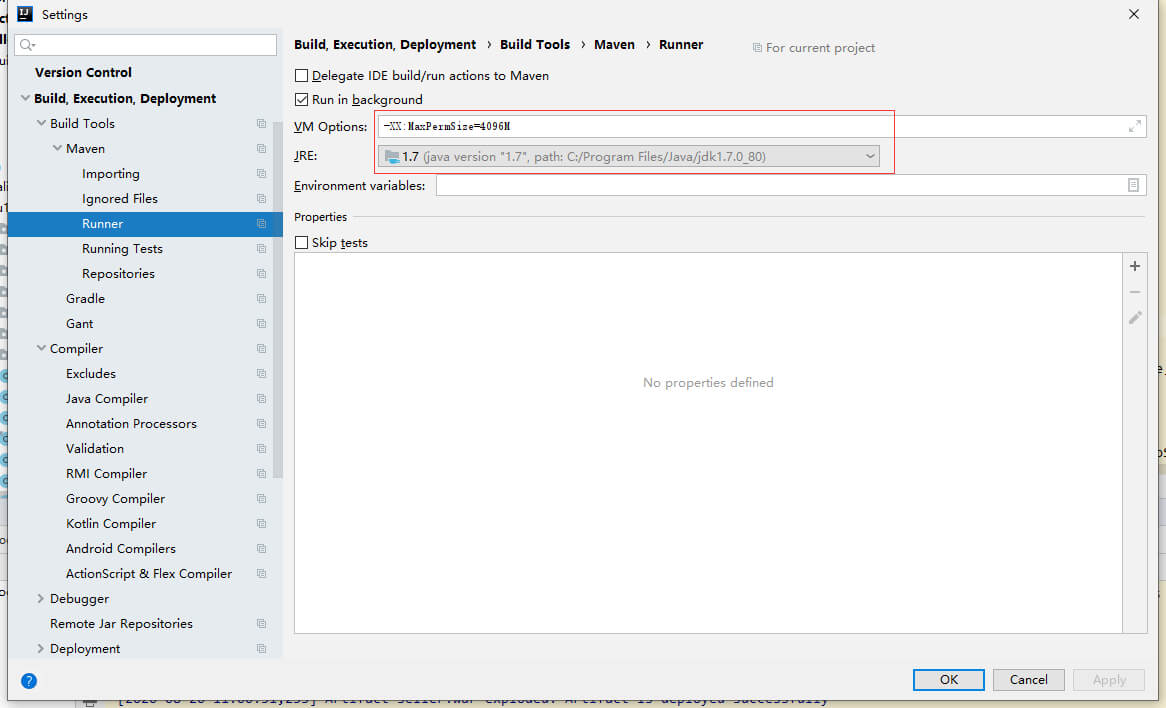 Settings
Version Control
Build, Execution, Deployment
Build Tools
Maven
Importing
Ignored Files
Runner
Running Tests
Repositories
Gradle
Gant
Compiler
Excludes
Java Compiler
Annotation Processors
Validation
RMI Compiler
Groovy Compiler
Kotlin Compiler
Android Compilers
ActionScript & Flex Compiler
Debugger
Remote Jar Repositories
Deployment
Build, Execution, Deployment › Build Tools › Maven › Runner For current project
Delegate IDE build/run actions to Maven
Run in background
VM Options: -XX:MaxPermSize=4096M
JRE: 1.7 (java version "1.7", path: C:/Program Files/Java/jdk1.7.0_80)
Environment variables:
Properties
Skip tests
No properties defined
? OK Cancel Apply